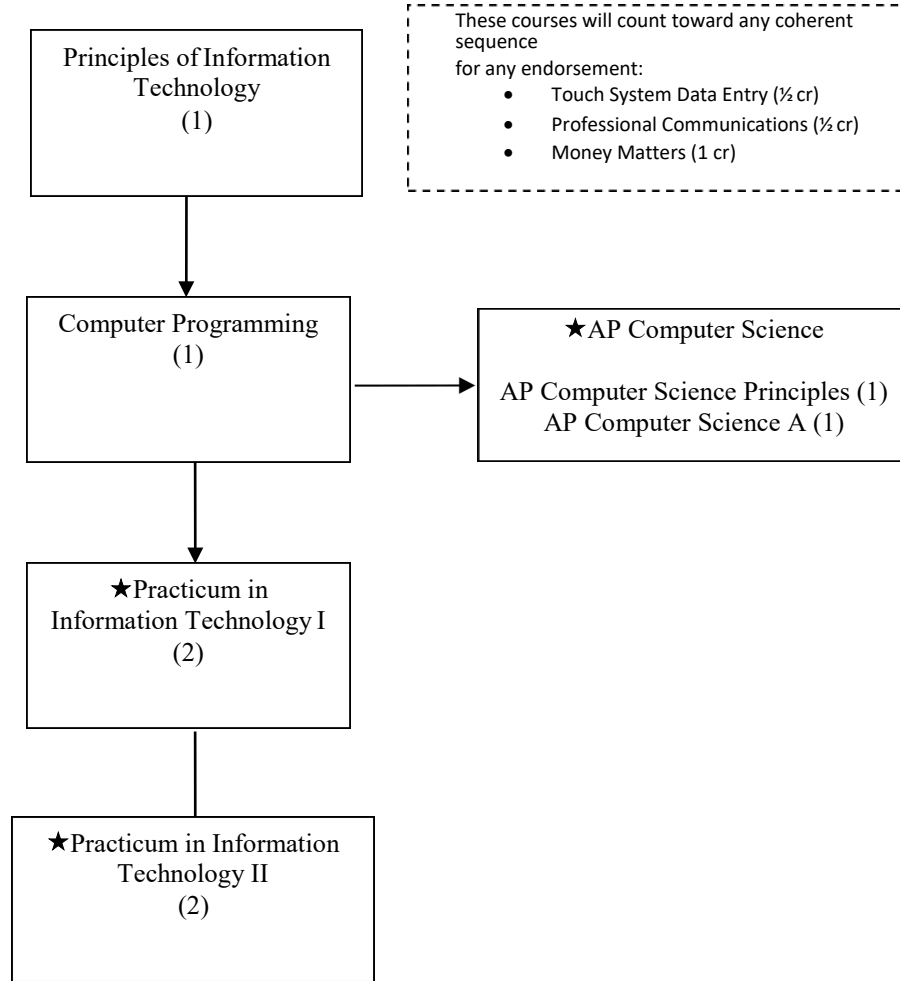 Principles of Information
Technology
(1)
These courses will count toward any coherent
sequence
for any endorsement:
• Touch System Data Entry (½ cr)
• Professional Communications (½ cr)
• Money Matters (1 cr)
Computer Programming
(1)
★AP Computer Science
AP Computer Science Principles (1)
AP Computer Science A (1)
★Practicum in
Information Technology I
(2)
★Practicum in Information
Technology II
(2)